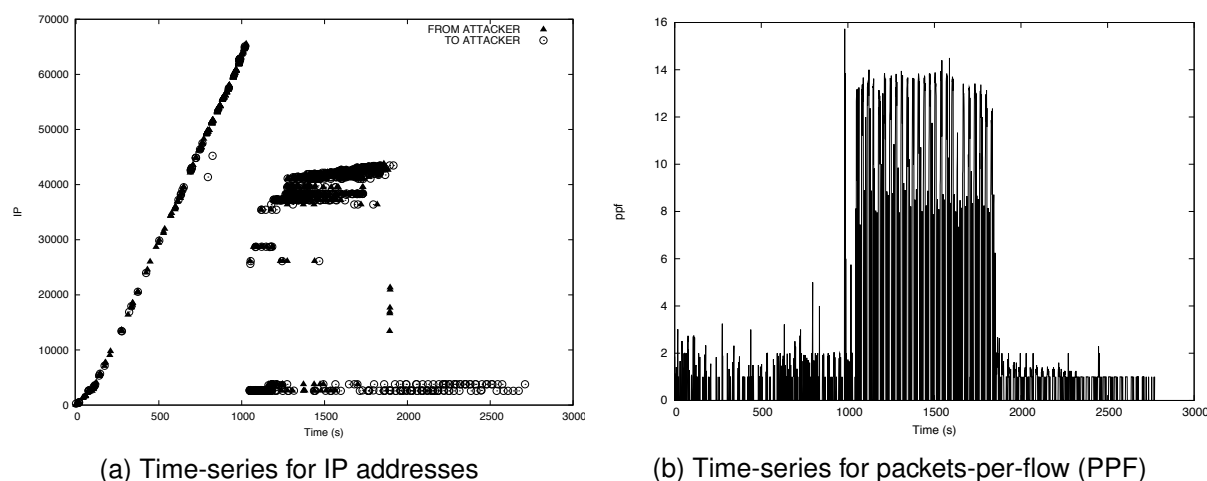 70000
60000
50000
40000
30000
20000
10000
0
IP
0 500 1000 1500 2000 2500 3000
Time (s)
FROM ATTACKER
TO ATTACKER
(a) Time-series for IP addresses
16
14
12
10
8
6
4
2
0
ppf
0 500 1000 1500 2000 2500 3000
Time (s)
(b) Time-series for packets-per-flow (PPF)